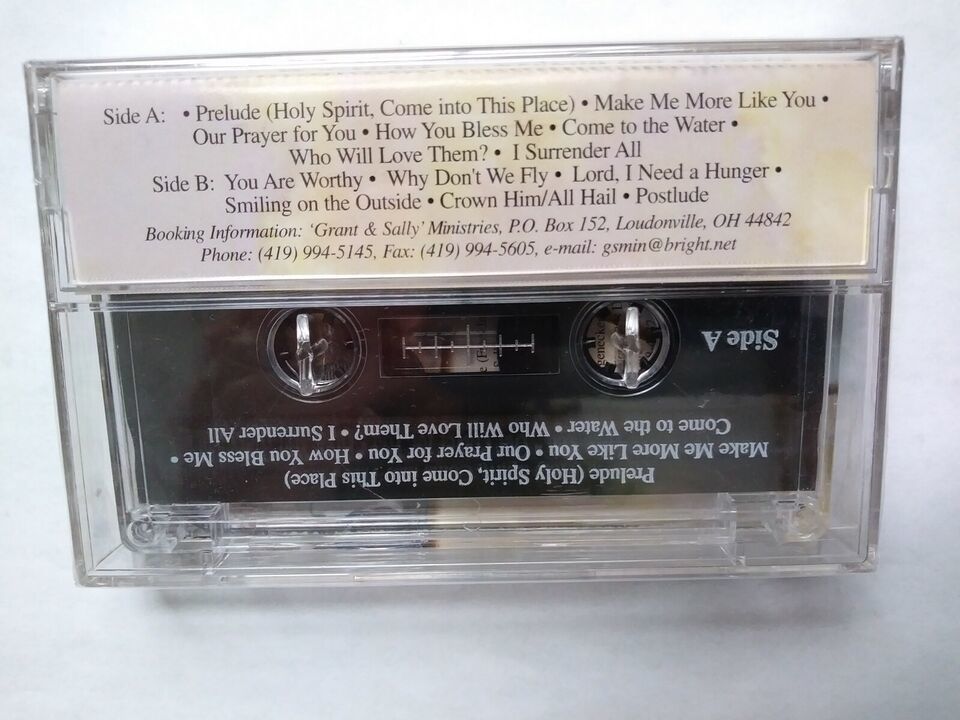 Side A: • Prelude (Holy Spirit, Come into This Place) • Make Me More Like You •
Our Prayer for You • How You Bless Me • Come to the Water •
Who Will Love Them? • I Surrender All
Side B: You Are Worthy • Why Don't We Fly • Lord, I Need a Hunger •
Smiling on the Outside • Crown Him/All Hail • Postlude
Booking Information: 'Grant & Sally' Ministries, P.O. Box 152, Loudonville, OH 44842
Phone: (419) 994-5145, Fax: (419) 994-5605, e-mail: gsmin@bright.net
Prelude (Holy Spirit, Come into This Place)
Make Me More Like You • Our Prayer for You • How You Bless Me •
Come to the Water • Who Will Love Them? • I Surrender All
Side A